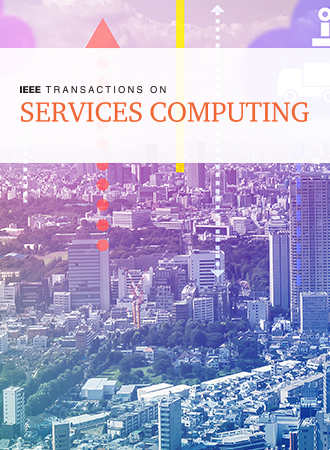 IEEE TRANSACTIONS ON
SERVICES COMPUTING